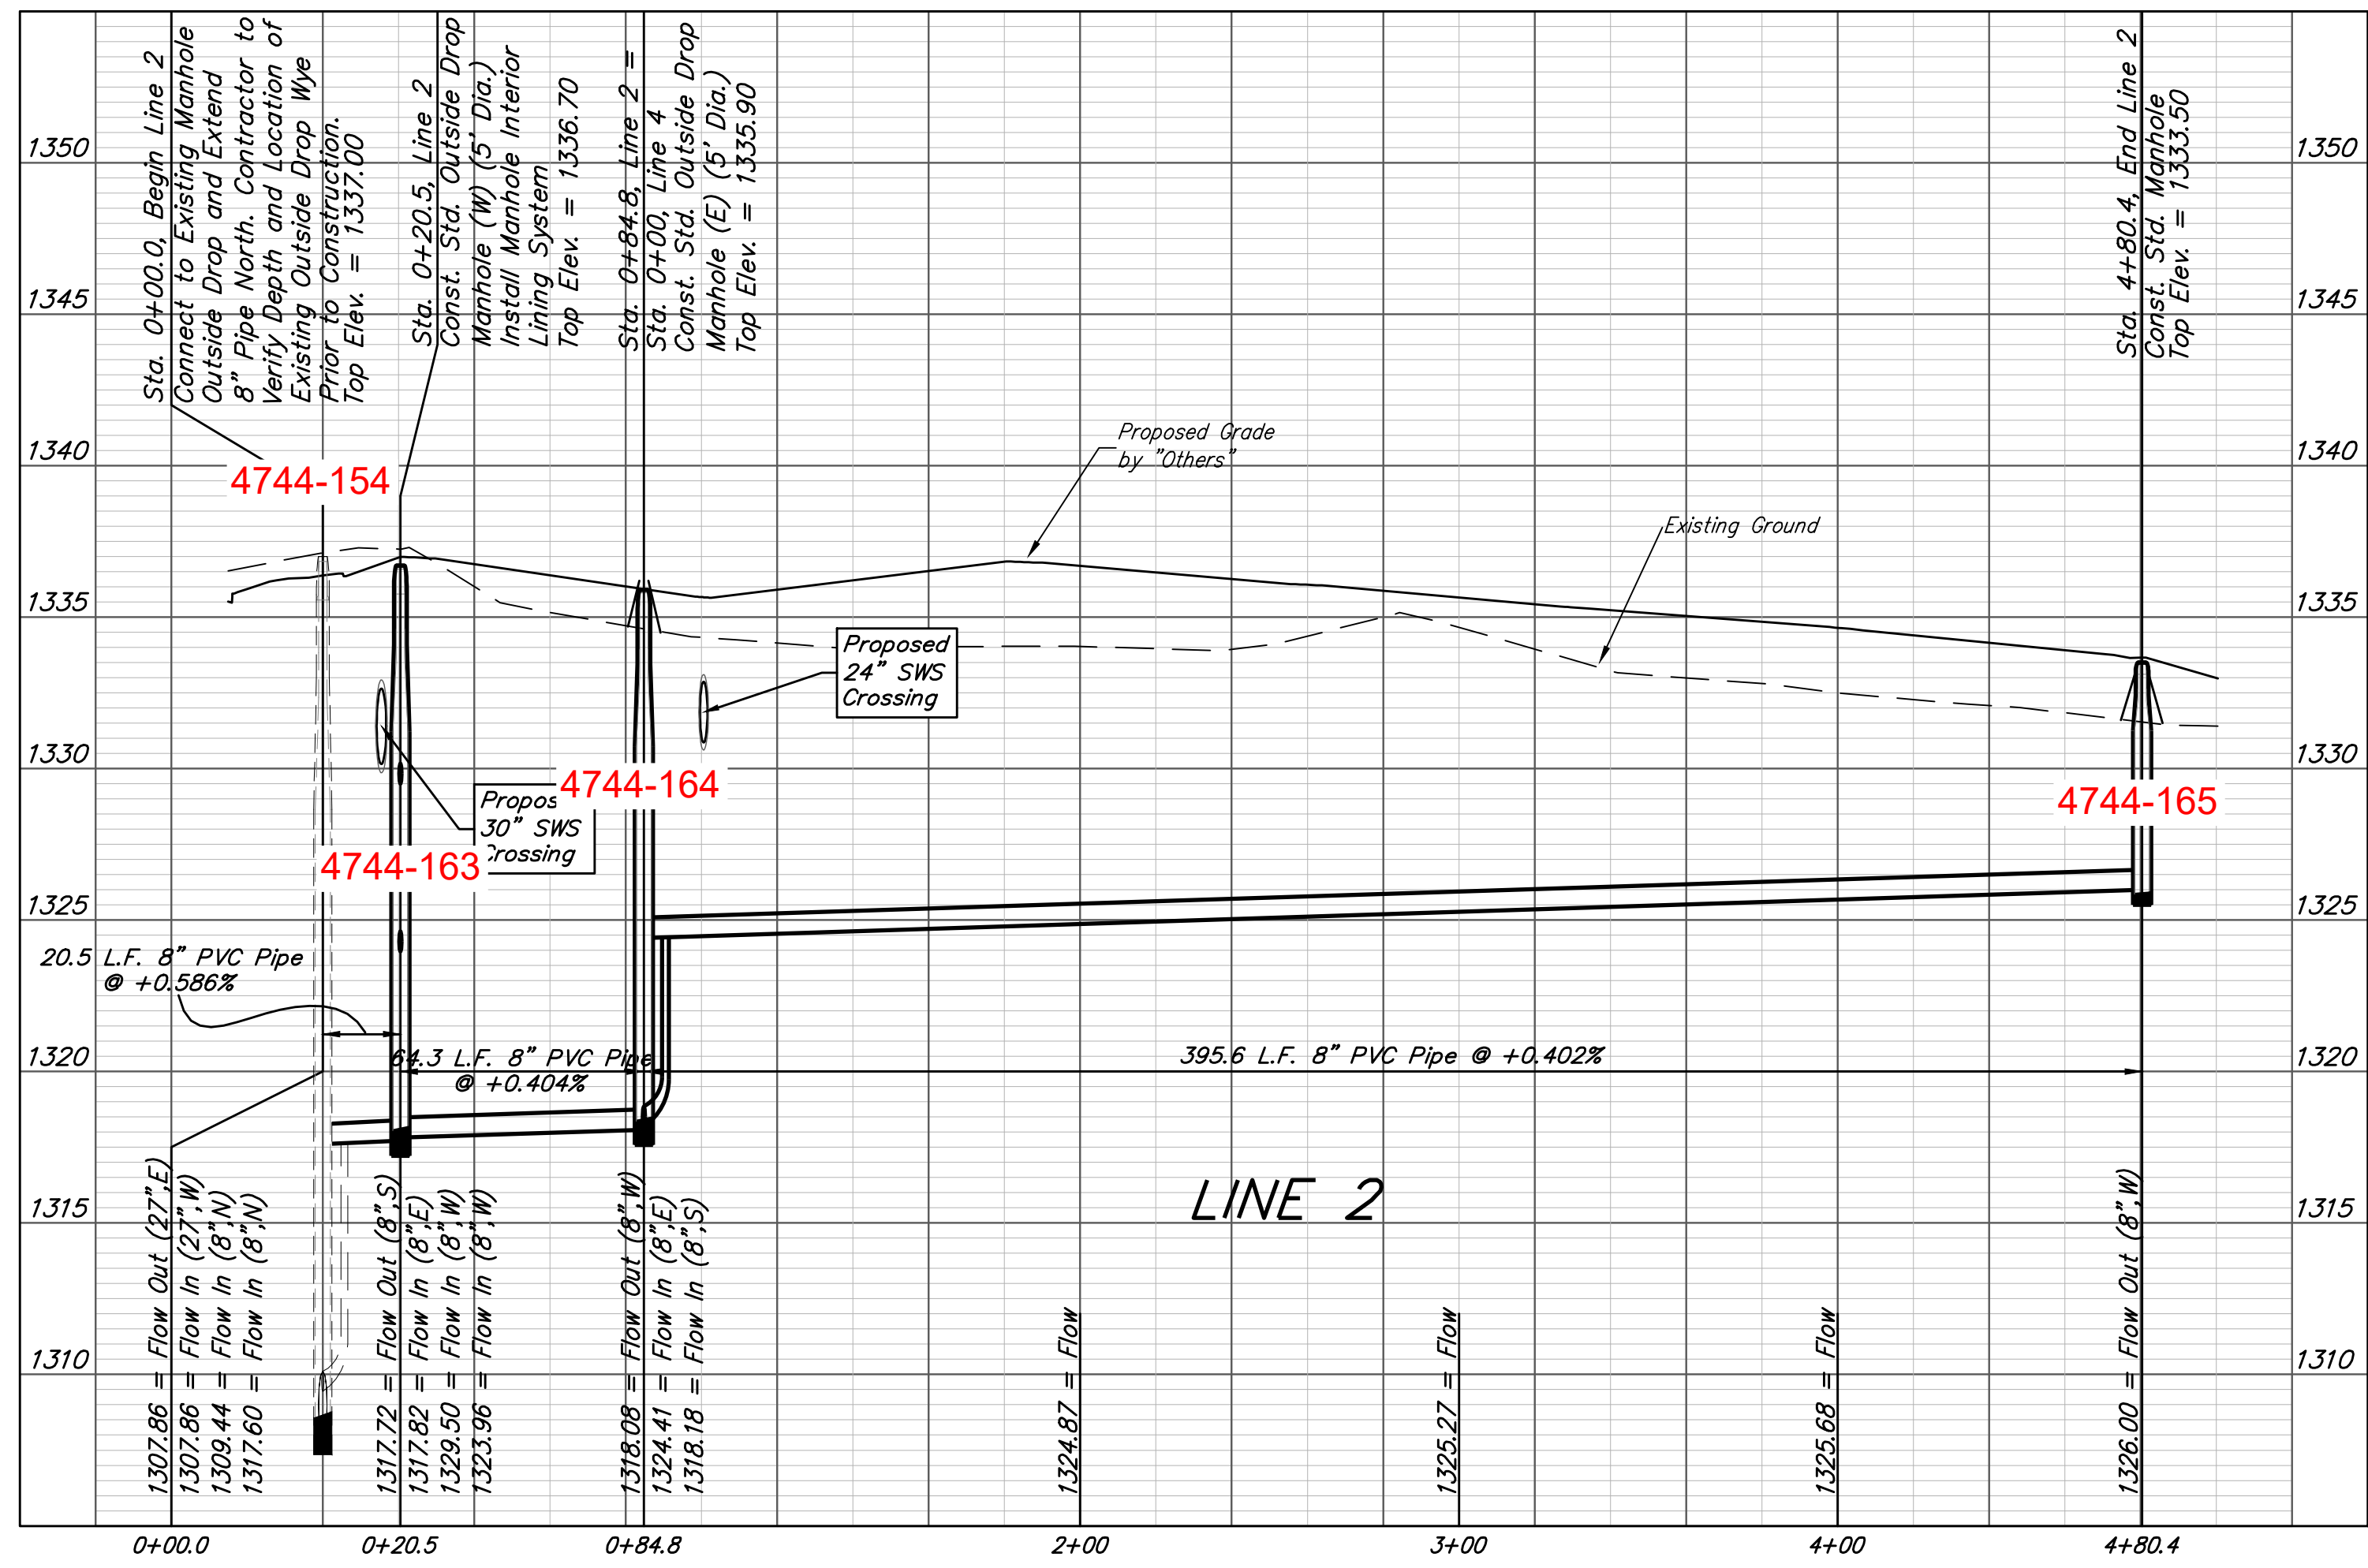 Sta. 0+00.0, Begin Line 2
Connect to Existing Manhole
Outside Drop and Extend
8" Pipe North. Contractor to
Verify Depth and Location of
Existing Outside Drop Wye
Prior to Construction.
Top Elev. = 1337.00
Sta. 0+20.5, Line 2
Const. Std. Outside Drop
Manhole (W) (5' Dia.)
Install Manhole Interior
Lining System
Top Elev. = 1336.70
Sta. 0+84.8, Line 2 =
Sta. 0+00, Line 4
Const. Std. Outside Drop
Manhole (E) (5' Dia.)
Top Elev. = 1335.90
Sta. 4+80.4, End Line 2
Const. Std. Manhole
Top Elev. = 1333.50
1350
1350
1345
1345
1340
1340
Proposed Grade
by "Others"
4744-154
Existing Ground
1335
1335
Proposed
24" SWS
Crossing
1330
1330
4744-164
4744-165
Propos
30" SWS
Crossing
4744-163
1325
1325
20.5 L.F. 8" PVC Pipe
@ +0.586%
1320
1320
64.3 L.F. 8" PVC Pipe
@ +0.404%
395.6 L.F. 8" PVC Pipe @ +0.402%
LINE 2
1315
1315
1310
1310
1307.86 = Flow Out (27",E)
1307.86 = Flow In (27",W)
1309.44 = Flow In (8",N)
1317.60 = Flow In (8",N)
1317.72 = Flow Out (8",S)
1317.82 = Flow In (8",E)
1329.50 = Flow In (8",W)
1323.96 = Flow In (8",W)
1318.08 = Flow Out (8",W)
1324.41 = Flow In (8",E)
1318.18 = Flow In (8",S)
1324.87 = Flow
1325.27 = Flow
1325.68 = Flow
1326.00 = Flow Out (8",W)
0+00.0
0+20.5
0+84.8
2+00
3+00
4+00
4+80.4